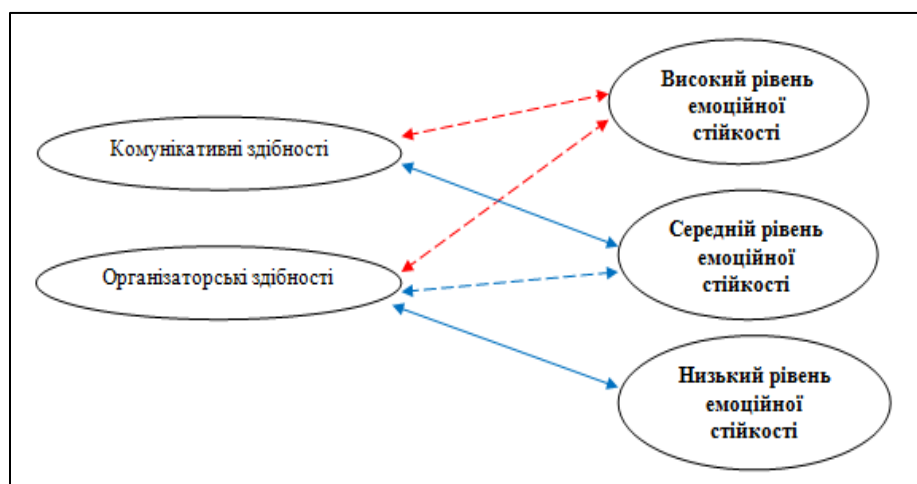 Комунікативні здібності
Організаторські здібності
Високий рівень
емоційної
стійкості
Середній рівень
емоційної
стійкості
Низький рівень
емоційної
стійкості